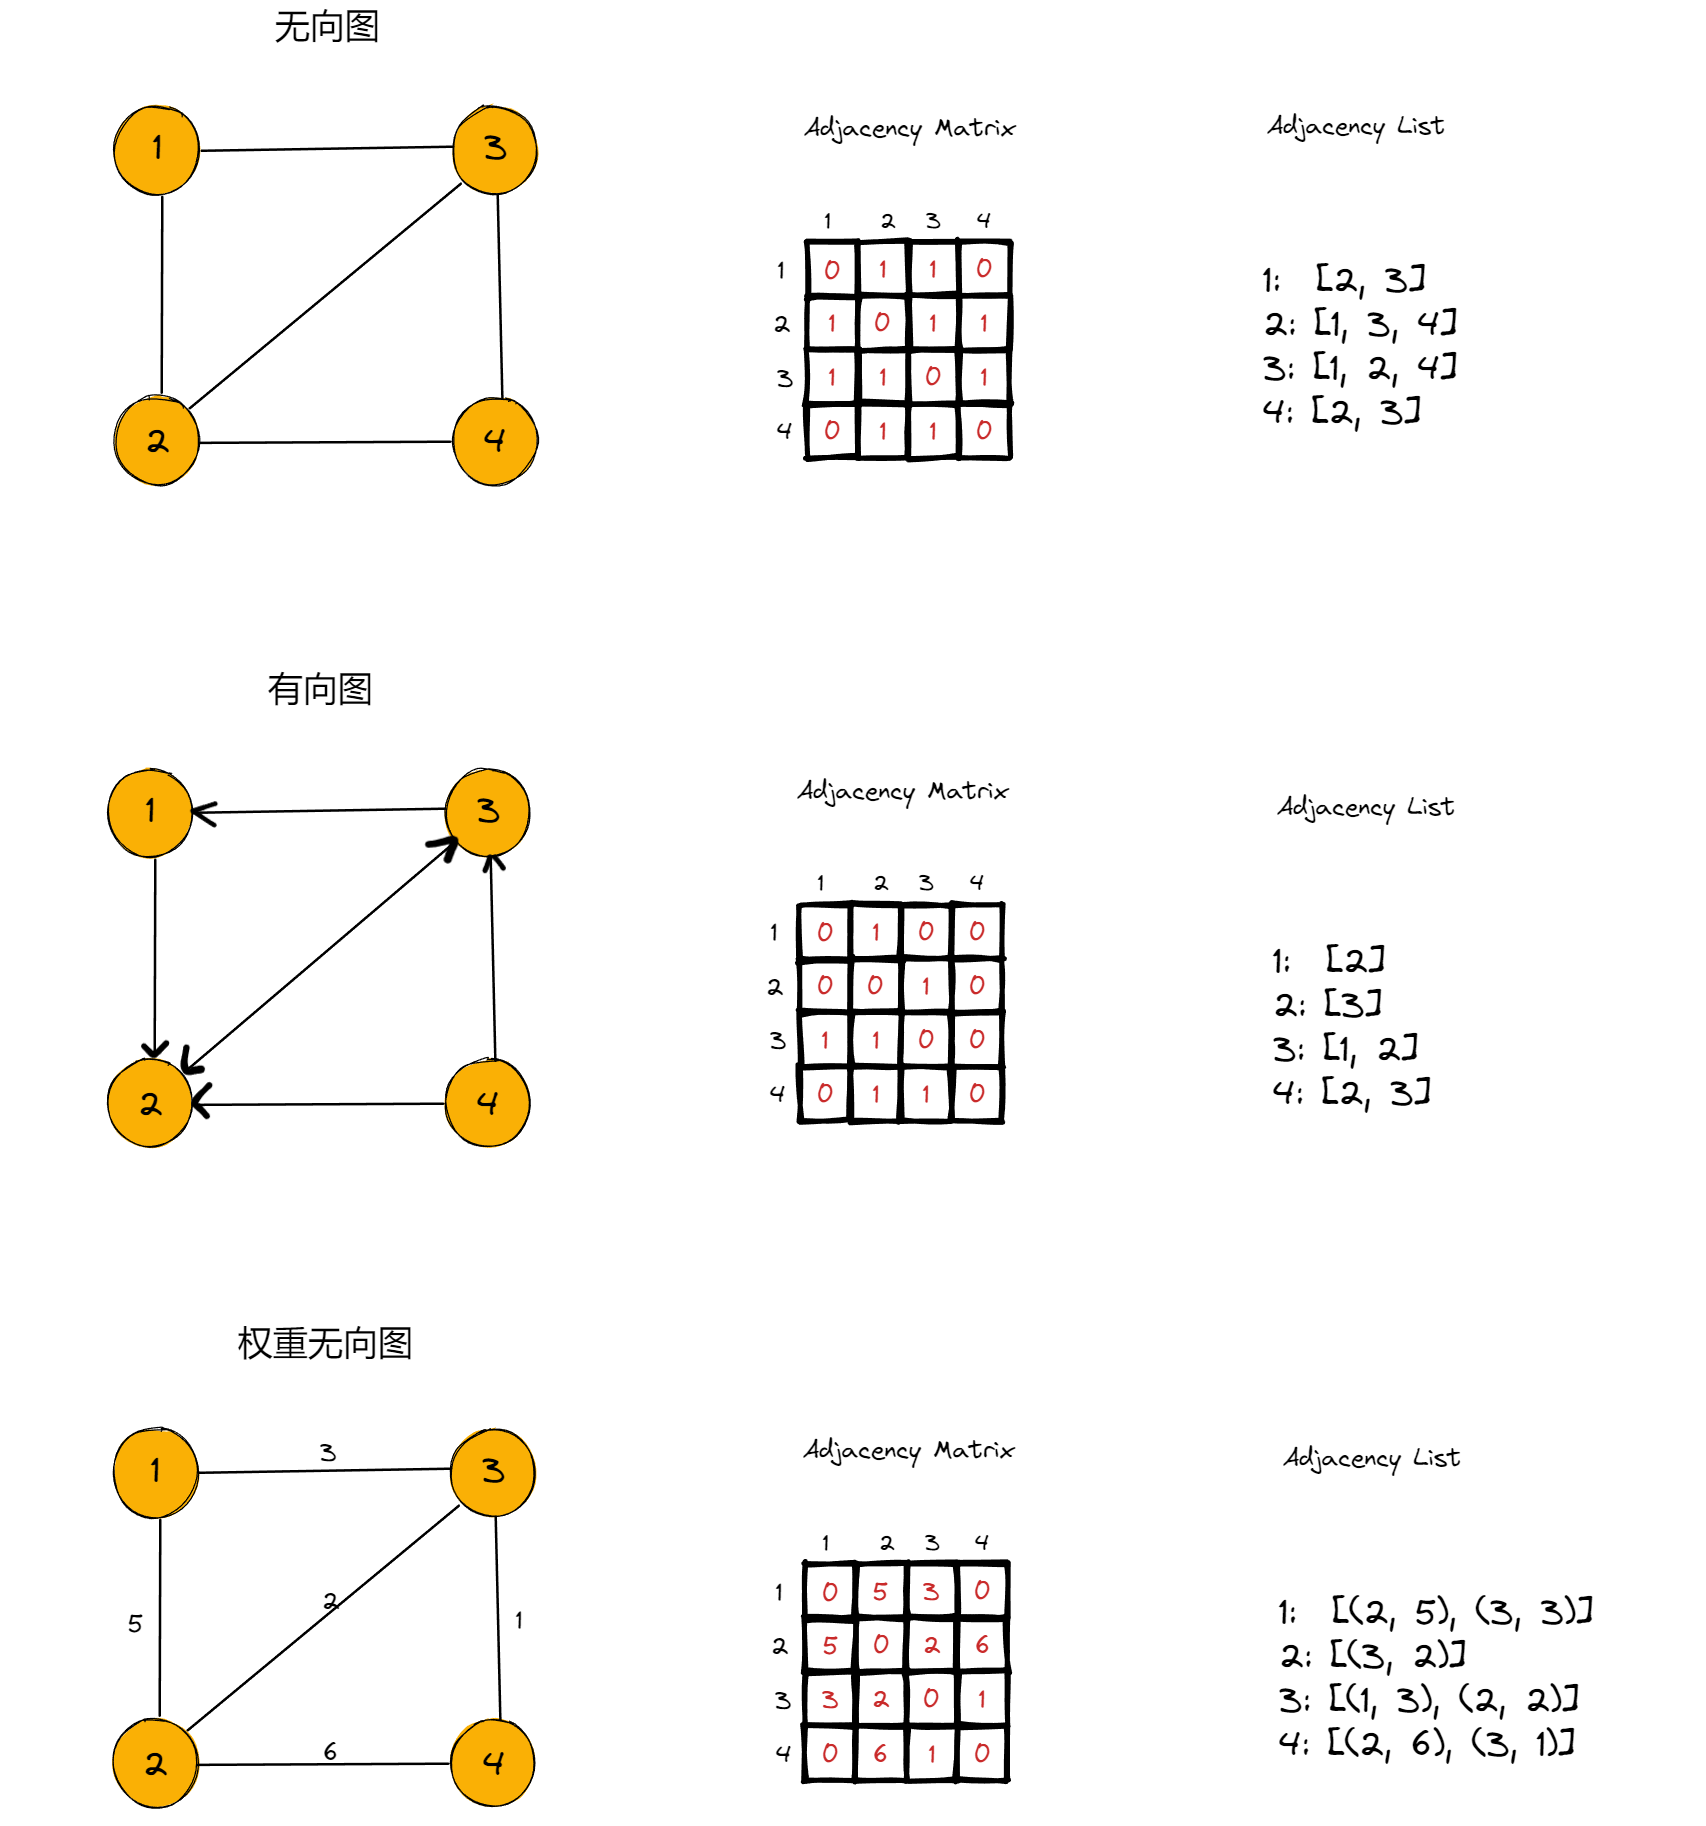 无向图
1 3
2 4
Adjacency Matrix
1 2 3 4
1 0 1 1 0
2 1 0 1 1
3 1 1 0 1
4 0 1 1 0
Adjacency List
1: [2, 3]
2: [1, 3, 4]
3: [1, 2, 4]
4: [2, 3]
有向图
1 3
2 4
Adjacency Matrix
1 2 3 4
1 0 1 0 0
2 0 0 1 0
3 1 1 0 0
4 0 1 1 0
Adjacency List
1: [2]
2: [3]
3: [1, 2]
4: [2, 3]
权重无向图
1 3 3
5 2 1
2 6 4
Adjacency Matrix
1 2 3 4
1 0 5 3 0
2 5 0 2 6
3 3 2 0 1
4 0 6 1 0
Adjacency List
1: [(2, 5), (3, 3)]
2: [(3, 2)]
3: [(1, 3), (2, 2)]
4: [(2, 6), (3, 1)]